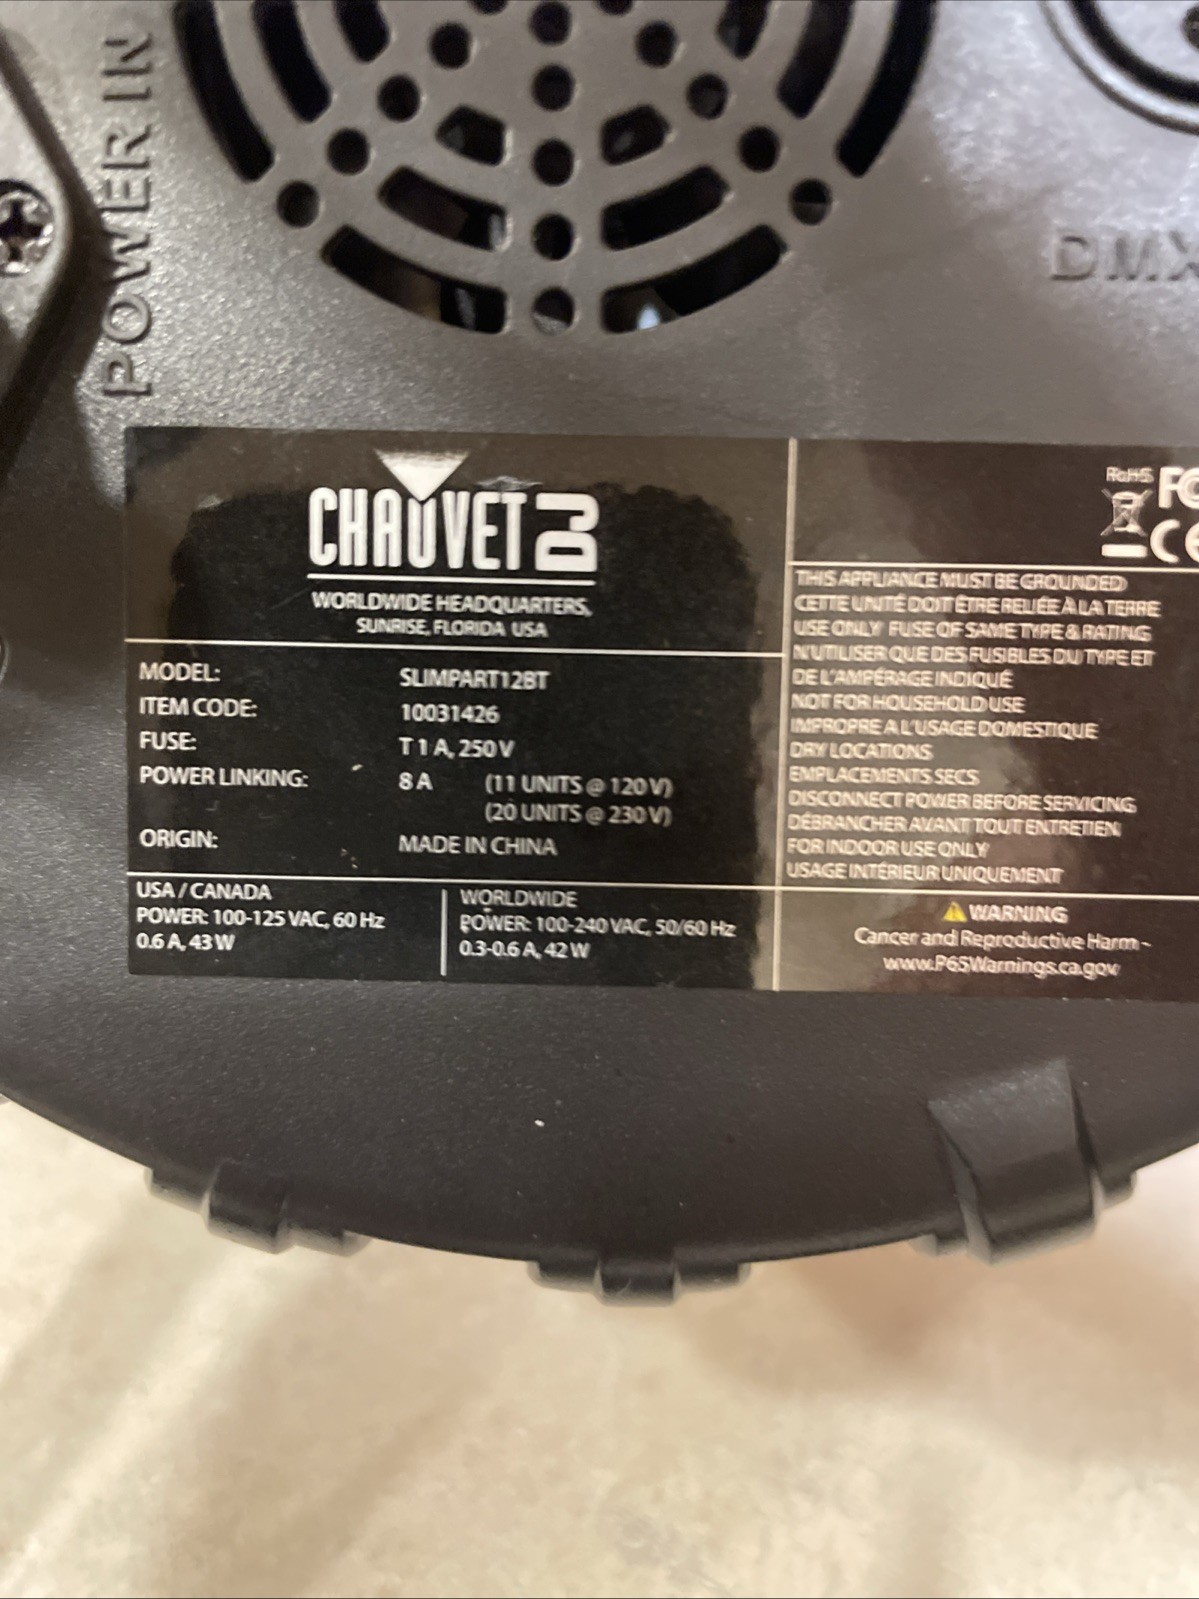 POWER IN
DMX
CHAUVET DJ
WORLDWIDE HEADQUARTERS,
SUNRISE, FLORIDA USA
MODEL: SLIMPART12BT
ITEM CODE: 10031426
FUSE: T 1 A, 250 V
POWER LINKING: 8 A (11 UNITS @ 120 V)
(20 UNITS @ 230 V)
ORIGIN: MADE IN CHINA
USA / CANADA
POWER: 100-125 VAC, 60 Hz
0.6 A, 43 W
WORLDWIDE
POWER: 100-240 VAC, 50/60 Hz
0.3-0.6 A, 42 W
RoHS FC
CE
THIS APPLIANCE MUST BE GROUNDED
CETTE UNITÉ DOIT ÊTRE RELIÉE À LA TERRE
USE ONLY FUSE OF SAME TYPE & RATING
N'UTILISER QUE DES FUSIBLES DU TYPE ET
DE L'AMPÉRAGE INDIQUÉ
NOT FOR HOUSEHOLD USE
IMPROPRE A L'USAGE DOMESTIQUE
DRY LOCATIONS
EMPLACEMENTS SECS
DISCONNECT POWER BEFORE SERVICING
DÉBRANCHER AVANT TOUT ENTRETIEN
FOR INDOOR USE ONLY
USAGE INTÉRIEUR UNIQUEMENT
WARNING
Cancer and Reproductive Harm -
www.P65Warnings.ca.gov